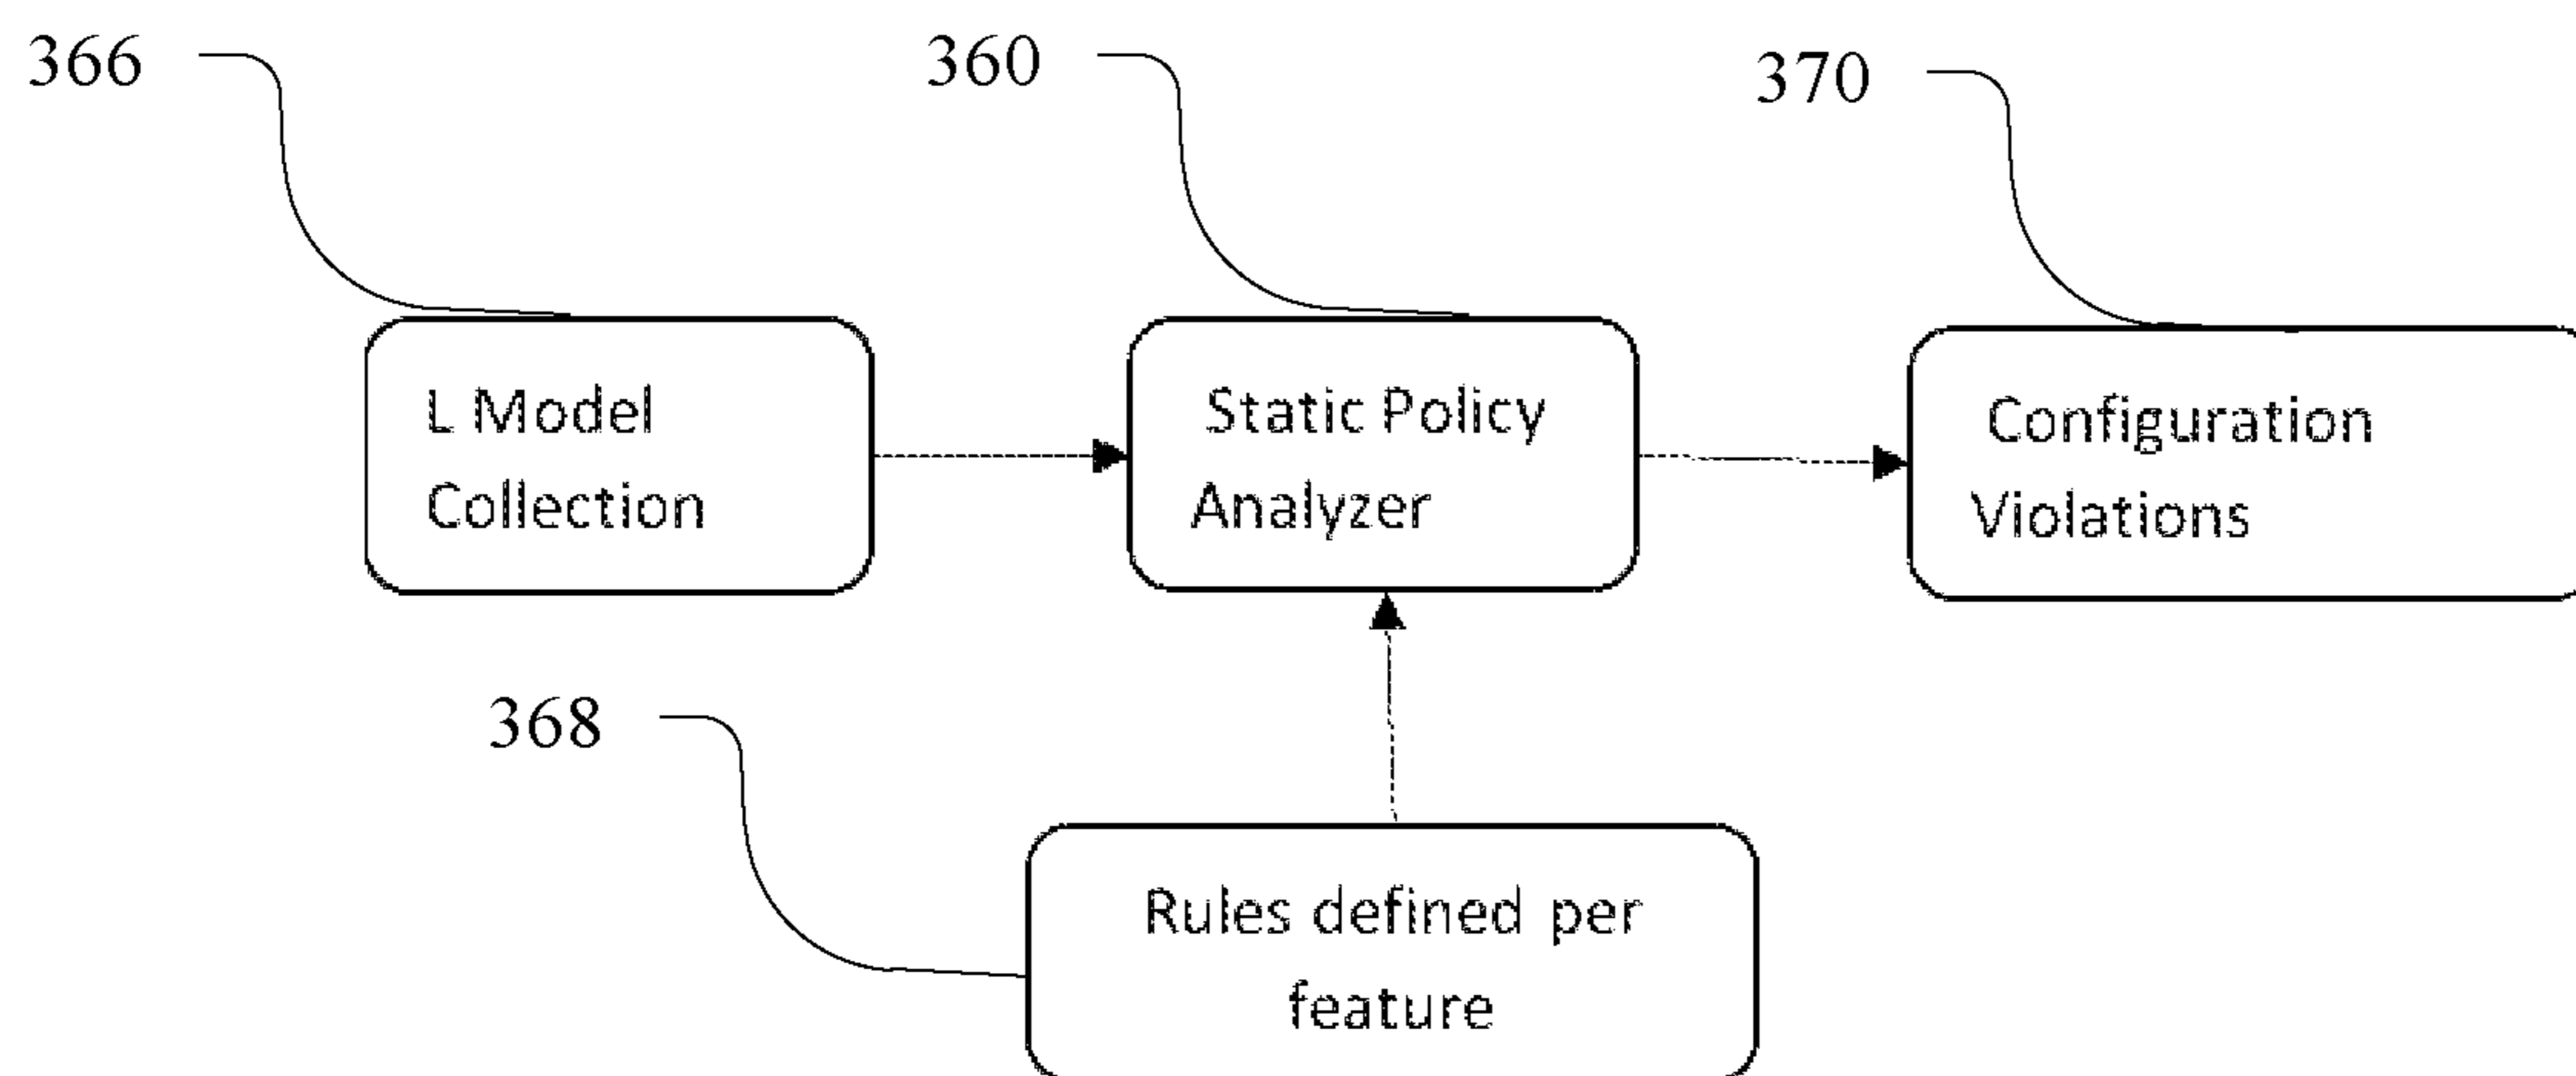 366
360
370
L Model
Collection
Static Policy
Analyzer
Configuration
Violations
368
Rules defined per
feature